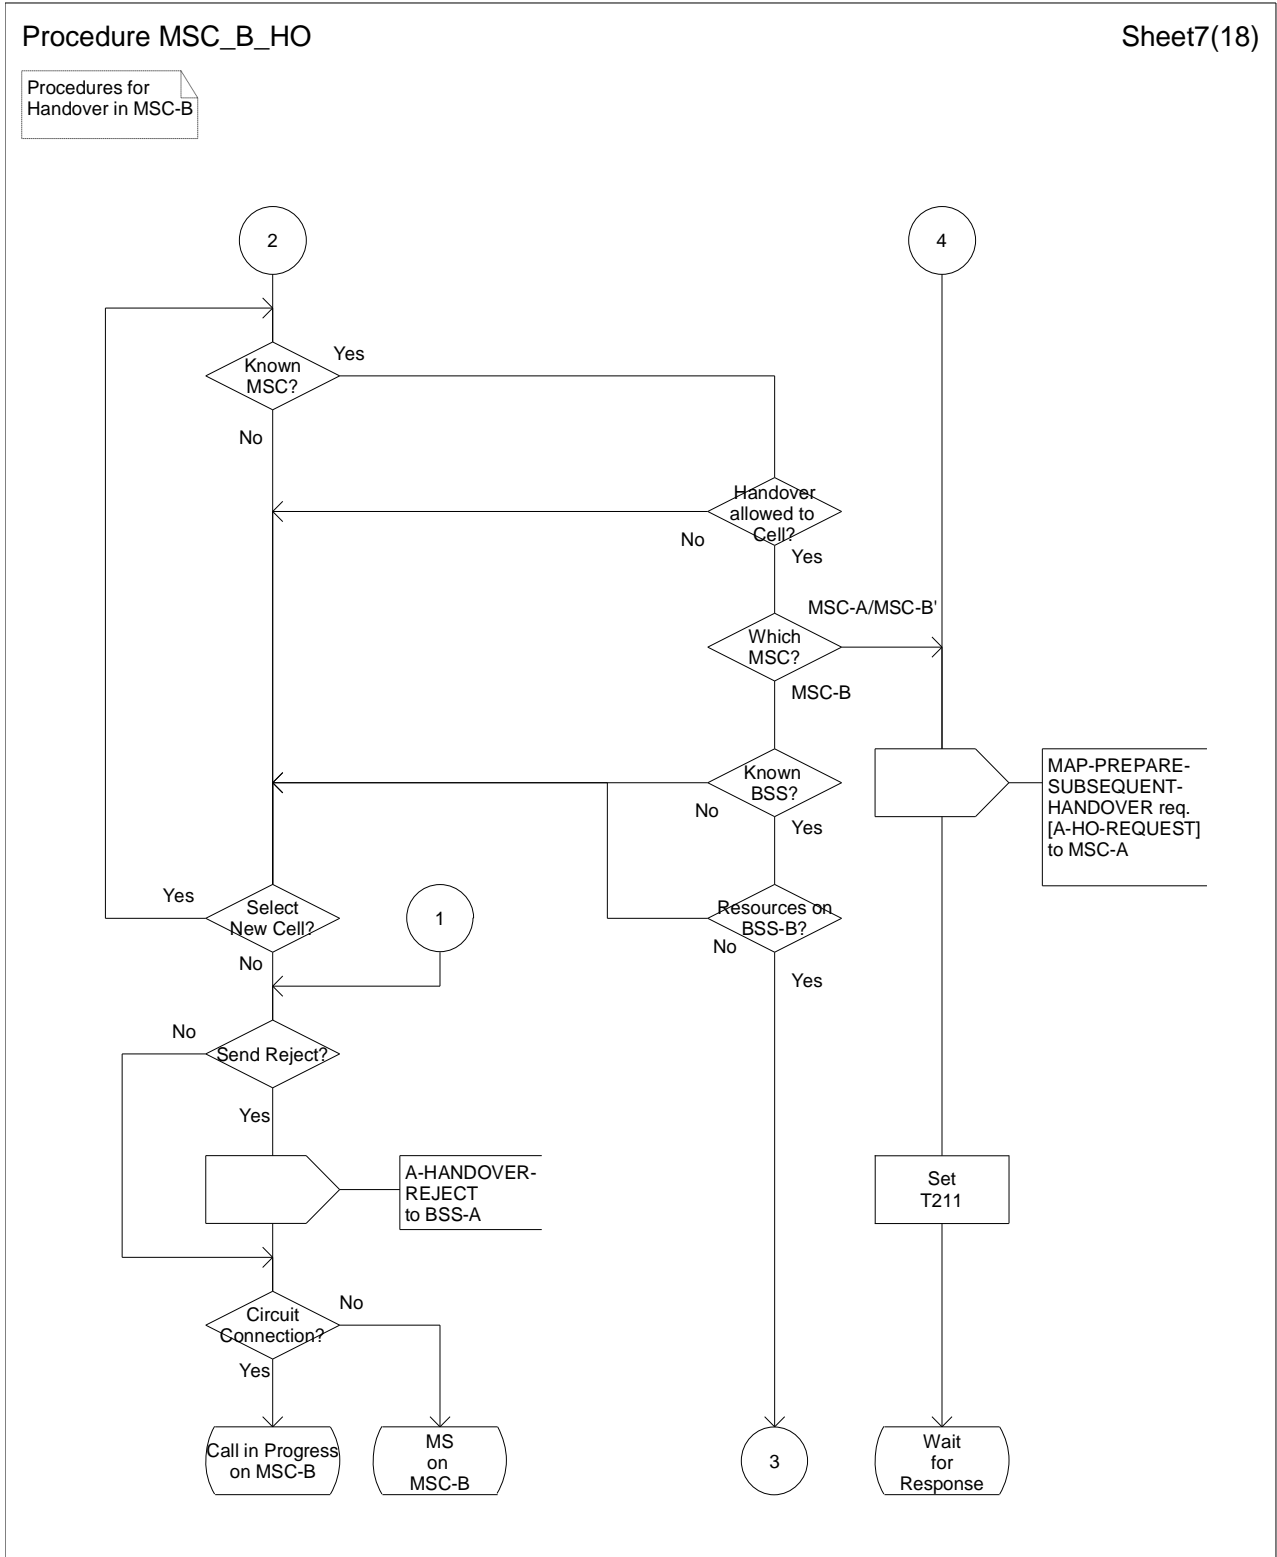 Procedure MSC_B_HO
Sheet7(18)
Procedures for
Handover in MSC-B
2
4
Yes
Known
MSC?
No
Handover
allowed to
Cell?
No
Yes
MSC-A/MSC-B'
Which
MSC?
MSC-B
Known
BSS?
No
Yes
MAP-PREPARE-
SUBSEQUENT-
HANDOVER req.
[A-HO-REQUEST]
to MSC-A
Yes
Select
New Cell?
No
1
Resources on
BSS-B?
No
Yes
No
Send Reject?
Yes
A-HANDOVER-
REJECT
to BSS-A
Set
T211
Circuit
Connection?
No
Yes
Call in Progress
on MSC-B
MS
on
MSC-B
3
Wait
for
Response